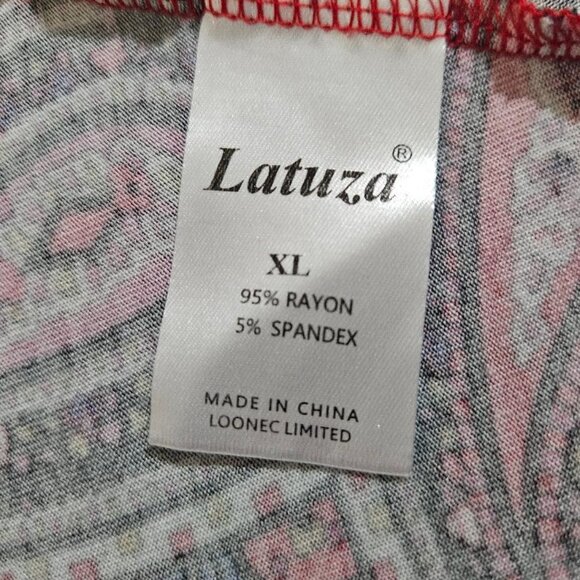 Latuza®
XL
95% RAYON
5% SPANDEX
MADE IN CHINA
LOONEC LIMITED